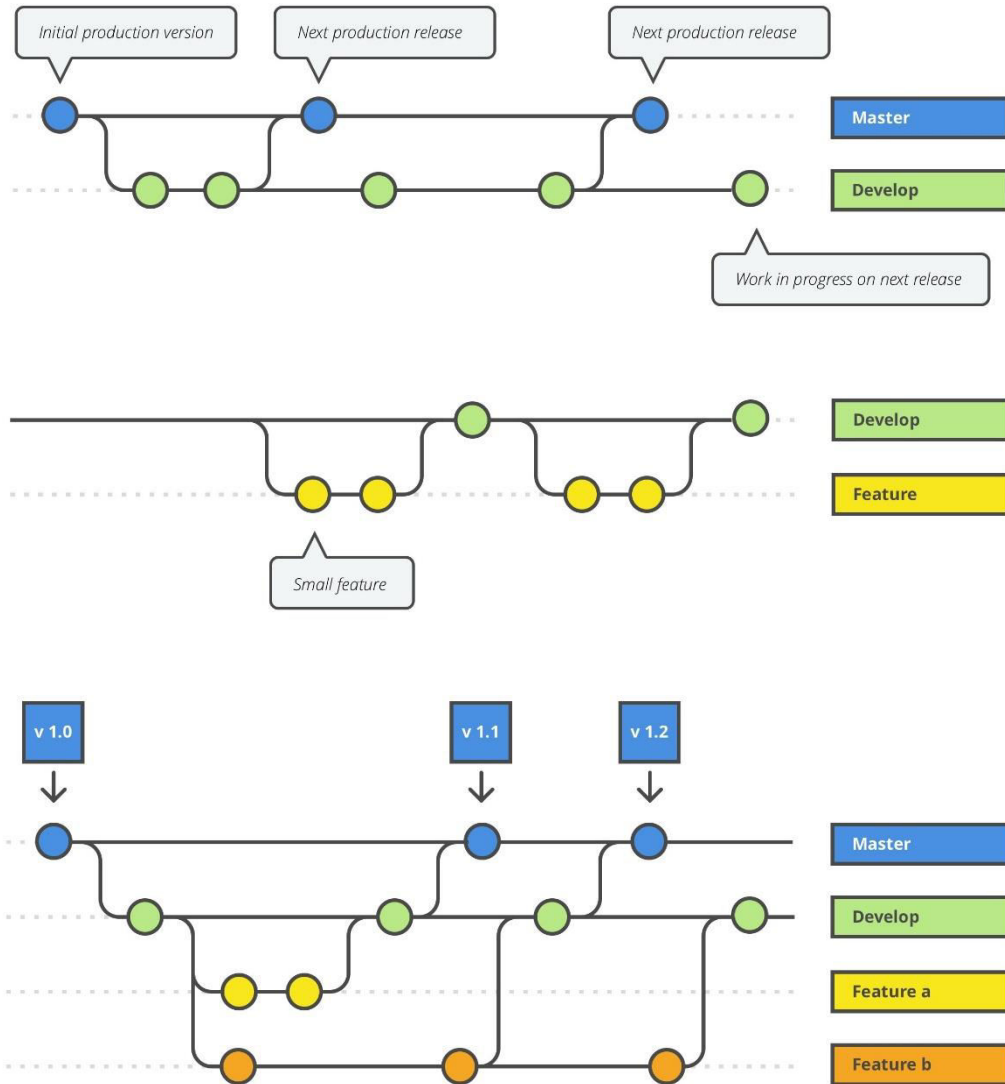 Initial production version
Next production release
Next production release
Master
Develop
Work in progress on next release
Develop
Feature
Small feature
v 1.0
v 1.1
v 1.2
Master
Develop
Feature a
Feature b